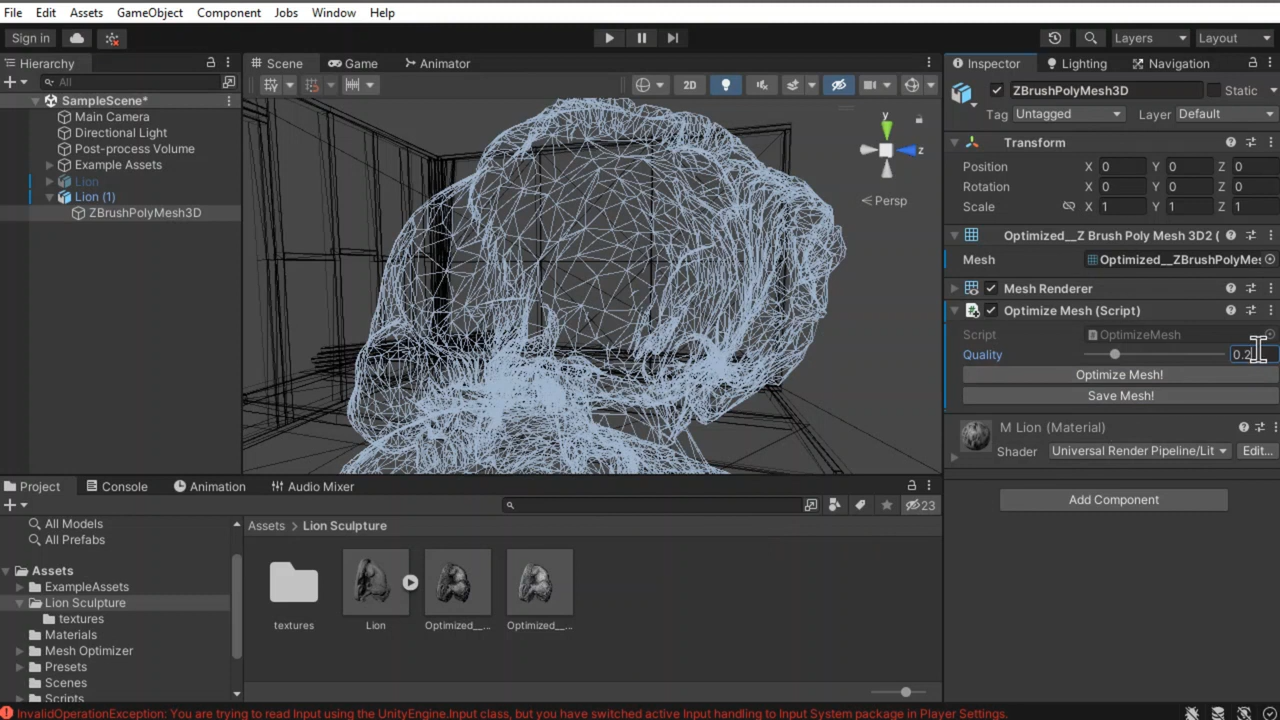 File Edit Assets GameObject Component Jobs Window Help
Sign in Layers Layout
Hierarchy Scene Game Animator Inspector Lighting Navigation
All 2D
SampleScene*
Main Camera
Directional Light
Post-process Volume
Example Assets
Lion
Lion (1)
ZBrushPolyMesh3D
y
z
Persp
ZBrushPolyMesh3D Static
Tag Untagged Layer Default
Transform
Position X 0 Y 0 Z 0
Rotation X 0 Y 0 Z 0
Scale X 1 Y 1 Z 1
Optimized__Z Brush Poly Mesh 3D2 (
Mesh Optimized__ZBrushPolyMes
Mesh Renderer
Optimize Mesh (Script)
Script OptimizeMesh
Quality 0.2
Optimize Mesh!
Save Mesh!
M Lion (Material)
Shader Universal Render Pipeline/Lit Edit...
Add Component
Project Console Animation Audio Mixer
23
All Models
All Prefabs
Assets
ExampleAssets
Lion Sculpture
textures
Materials
Mesh Optimizer
Presets
Scenes
Scripts
Assets > Lion Sculpture
textures Lion Optimized__... Optimized__...
InvalidOperationException: You are trying to read Input using the UnityEngine.Input class, but you have switched active Input handling to Input System package in Player Settings.